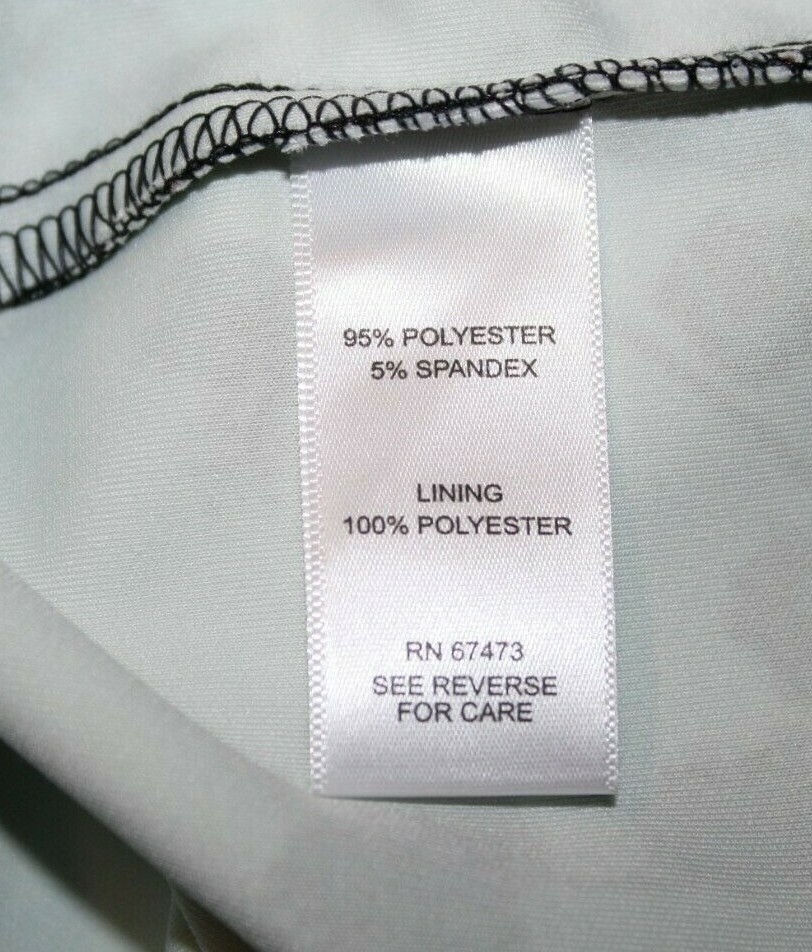 95% POLYESTER
5% SPANDEX
LINING
100% POLYESTER
RN 67473
SEE REVERSE
FOR CARE